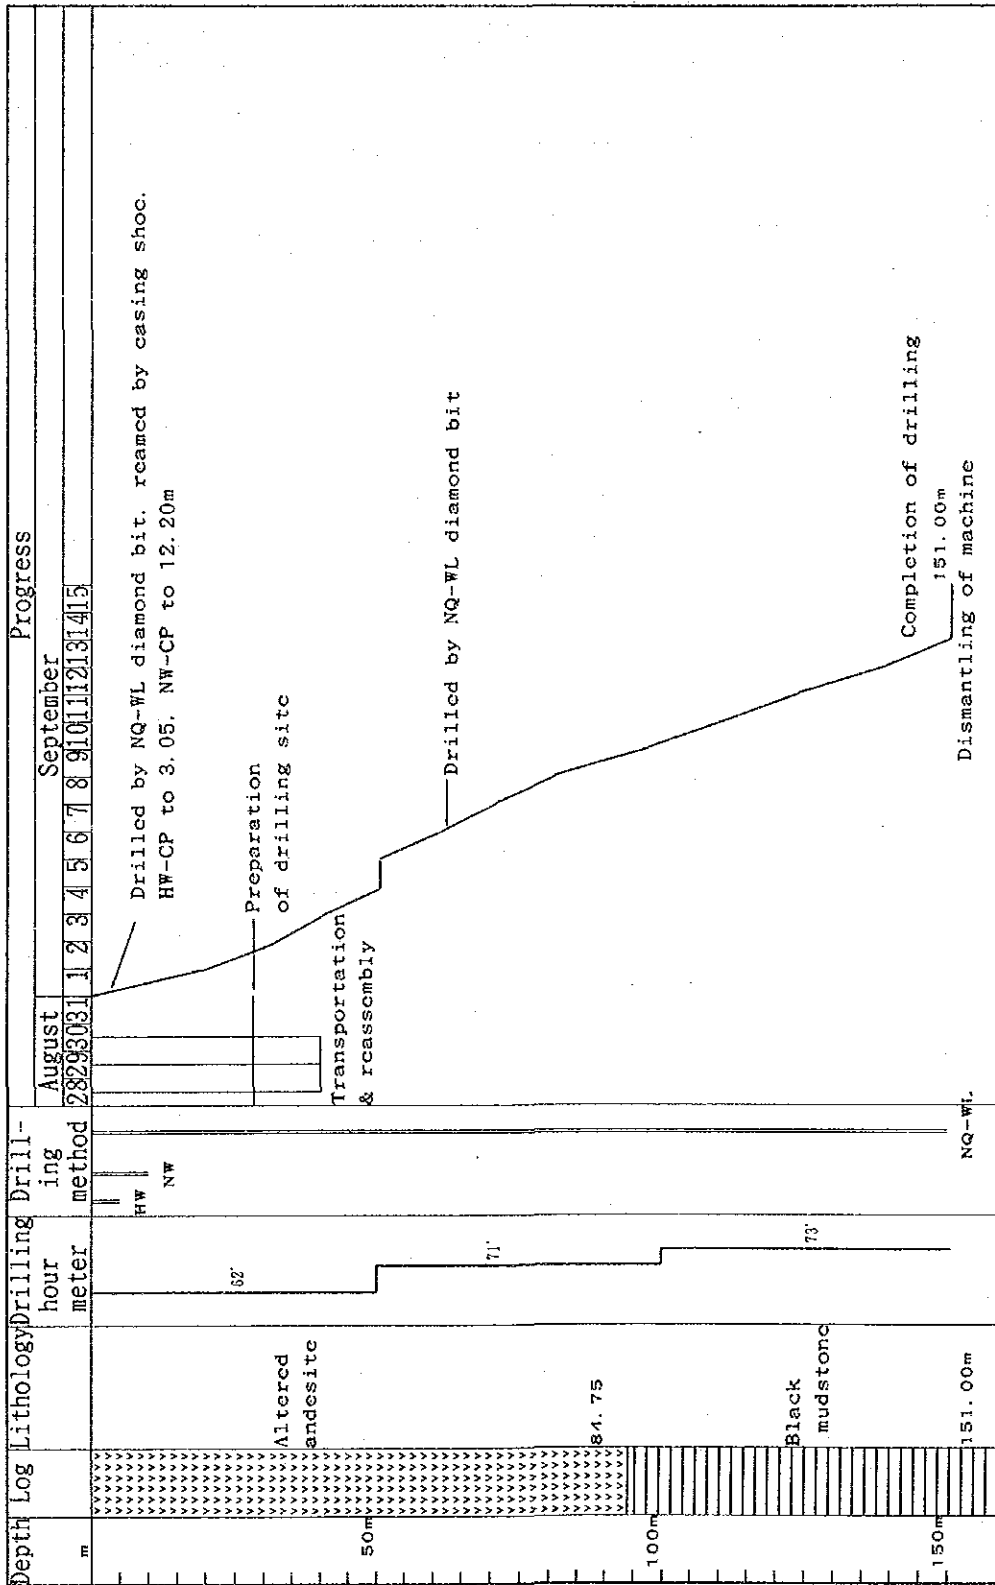 Depth
Log
Lithology
Drilling
hour
meter
Drill-
ing
method
Progress
August
September
28 29 30 31 1 2 3 4 5 6 7 8 9 10 11 12 13 14 15
m
50m
100m
150m
Altered
andesite
84.75
Black
mudstone
151.00m
62'
71'
73'
HW
NW
NQ-WL
Drilled by NQ-WL diamond bit. reamed by casing shoe.
HW-CP to 3.05. NW-CP to 12.20m
Preparation
of drilling site
Transportation
& reassembly
Drilled by NQ-WL diamond bit
Completion of drilling
151.00m
Dismantling of machine